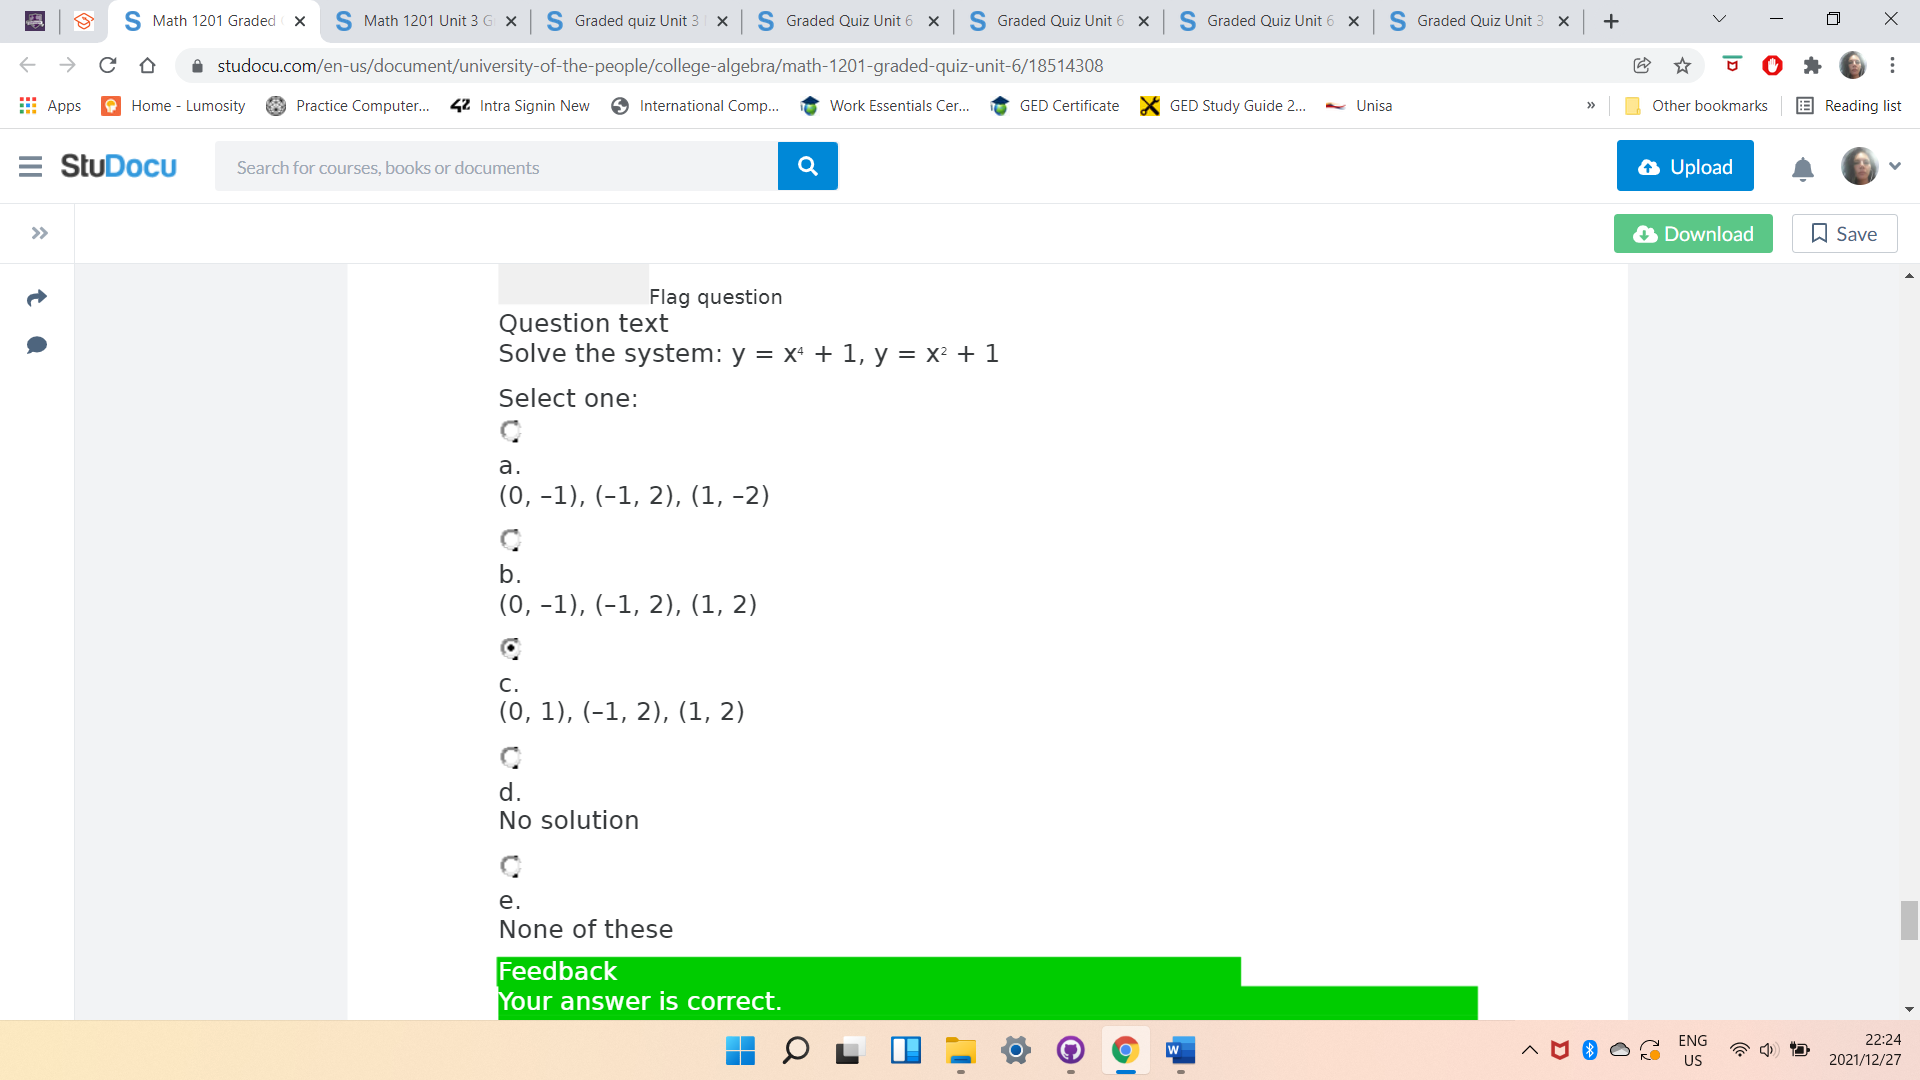 Math 1201 Graded
Math 1201 Unit 3 G
Graded quiz Unit 3
Graded Quiz Unit 6
Graded Quiz Unit 6
Graded Quiz Unit 6
Graded Quiz Unit 3
studocu.com/en-us/document/university-of-the-people/college-algebra/math-1201-graded-quiz-unit-6/18514308
Apps
Home - Lumosity
Practice Computer...
Intra Signin New
International Comp...
Work Essentials Cer...
GED Certificate
GED Study Guide 2...
Unisa
»
Other bookmarks
Reading list
StuDocu
Search for courses, books or documents
Upload
Download
Save
Flag question
Question text
Solve the system: y = x⁴ + 1, y = x² + 1
Select one:
a.
(0, –1), (–1, 2), (1, –2)
b.
(0, –1), (–1, 2), (1, 2)
c.
(0, 1), (–1, 2), (1, 2)
d.
No solution
e.
None of these
Feedback
Your answer is correct.
ENG
US
22:24
2021/12/27